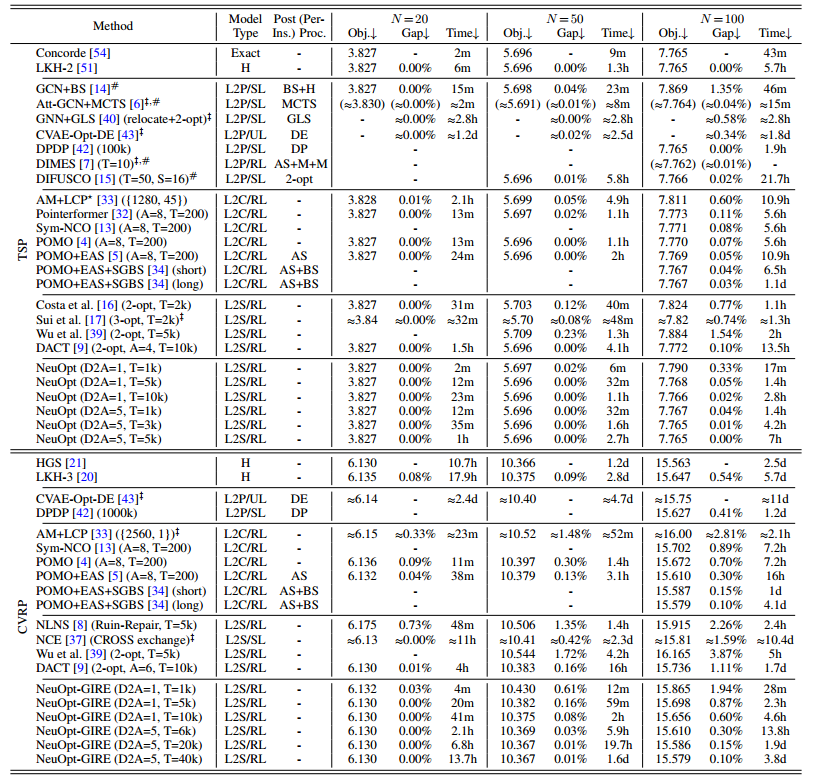 Method Model Type Post (Per-Ins.) Proc. N = 20 N = 50 N = 100
Obj.↓ Gap↓ Time↓ Obj.↓ Gap↓ Time↓ Obj.↓ Gap↓ Time↓
TSP
Concorde [54] Exact - 3.827 - 2m 5.696 - 9m 7.765 - 43m
LKH-2 [51] H - 3.827 0.00% 6m 5.696 0.00% 1.3h 7.765 0.00% 5.7h
GCN+BS [14]# L2P/SL BS+H 3.827 0.00% 15m 5.698 0.04% 23m 7.869 1.35% 46m
Att-GCN+MCTS [6]‡,# L2P/SL MCTS (≈3.830) (≈0.00%) ≈2m (≈5.691) (≈0.01%) ≈8m (≈7.764) (≈0.04%) ≈15m
GNN+GLS [40] (relocate+2-opt)‡ L2P/SL GLS - ≈0.00% ≈2.8h - ≈0.00% ≈2.8h - ≈0.58% ≈2.8h
CVAE-Opt-DE [43]‡ L2P/UL DE - ≈0.00% ≈1.2d - ≈0.02% ≈2.5d - ≈0.34% ≈1.8d
DPDP [42] (100k) L2P/SL DP - - 7.765 0.00% 1.9h
DIMES [7] (T=10)‡,# L2P/RL AS+M+M - - (≈7.762) (≈0.01%) -
DIFUSCO [15] (T=50, S=16)# L2P/SL 2-opt - 5.696 0.01% 5.8h 7.766 0.02% 21.7h
AM+LCP* [33] ({1280, 45}) L2C/RL - 3.828 0.01% 2.1h 5.699 0.05% 4.9h 7.811 0.60% 10.9h
Pointerformer [32] (A=8, T=200) L2C/RL - 3.827 0.00% 13m 5.697 0.02% 1.1h 7.773 0.11% 5.6h
Sym-NCO [13] (A=8, T=200) L2C/RL - - - 7.771 0.08% 5.6h
POMO [4] (A=8, T=200) L2C/RL - 3.827 0.00% 13m 5.696 0.00% 1.1h 7.770 0.07% 5.6h
POMO+EAS [5] (A=8, T=200) L2C/RL AS 3.827 0.00% 24m 5.696 0.00% 2h 7.769 0.05% 10.9h
POMO+EAS+SGBS [34] (short) L2C/RL AS+BS - - 7.767 0.04% 6.5h
POMO+EAS+SGBS [34] (long) L2C/RL AS+BS - - 7.767 0.03% 1.1d
Costa et al. [16] (2-opt, T=2k) L2S/RL - 3.827 0.00% 31m 5.703 0.12% 40m 7.824 0.77% 1.1h
Sui et al. [17] (3-opt, T=2k)‡ L2S/RL - ≈3.84 ≈0.00% ≈32m ≈5.70 ≈0.08% ≈48m ≈7.82 ≈0.74% ≈1.3h
Wu et al. [39] (2-opt, T=5k) L2S/RL - - 5.709 0.23% 1.3h 7.884 1.54% 2h
DACT [9] (2-opt, A=4, T=10k) L2S/RL - 3.827 0.00% 1.5h 5.696 0.00% 4.1h 7.772 0.10% 13.5h
NeuOpt (D2A=1, T=1k) L2S/RL - 3.827 0.00% 2m 5.697 0.02% 6m 7.790 0.33% 17m
NeuOpt (D2A=1, T=5k) L2S/RL - 3.827 0.00% 12m 5.696 0.00% 32m 7.768 0.05% 1.4h
NeuOpt (D2A=1, T=10k) L2S/RL - 3.827 0.00% 23m 5.696 0.00% 1.1h 7.766 0.02% 2.8h
NeuOpt (D2A=5, T=1k) L2S/RL - 3.827 0.00% 12m 5.696 0.00% 32m 7.767 0.04% 1.4h
NeuOpt (D2A=5, T=3k) L2S/RL - 3.827 0.00% 35m 5.696 0.00% 1.6h 7.765 0.01% 4.2h
NeuOpt (D2A=5, T=5k) L2S/RL - 3.827 0.00% 1h 5.696 0.00% 2.7h 7.765 0.00% 7h
CVRP
HGS [21] H - 6.130 - 10.7h 10.366 - 1.2d 15.563 - 2.5d
LKH-3 [20] H - 6.135 0.08% 17.9h 10.375 0.09% 2.8d 15.647 0.54% 5.7d
CVAE-Opt-DE [43]‡ L2P/UL DE ≈6.14 - ≈2.4d ≈10.40 - ≈4.7d ≈15.75 - ≈11d
DPDP [42] (1000k) L2P/SL DP - - 15.627 0.41% 1.2d
AM+LCP [33] ({2560, 1})‡ L2C/RL - ≈6.15 ≈0.33% ≈23m ≈10.52 ≈1.48% ≈52m ≈16.00 ≈2.81% ≈2.1h
Sym-NCO [13] (A=8, T=200) L2C/RL - - - 15.702 0.89% 7.2h
POMO [4] (A=8, T=200) L2C/RL - 6.136 0.09% 11m 10.397 0.30% 1.4h 15.672 0.70% 7.2h
POMO+EAS [5] (A=8, T=200) L2C/RL AS 6.132 0.04% 38m 10.379 0.13% 3.1h 15.610 0.30% 16h
POMO+EAS+SGBS [34] (short) L2C/RL AS+BS - - 15.587 0.15% 1d
POMO+EAS+SGBS [34] (long) L2C/RL AS+BS - - 15.579 0.10% 4.1d
NLNS [8] (Ruin-Repair, T=5k) L2S/RL - 6.175 0.73% 48m 10.506 1.35% 1.4h 15.915 2.26% 2.4h
NCE [37] (CROSS exchange)‡ L2S/SL - ≈6.13 ≈0.00% ≈11h ≈10.41 ≈0.42% ≈2.3d ≈15.81 ≈1.59% ≈10.4d
Wu et al. [39] (2-opt, T=5k) L2S/RL - - 10.544 1.72% 4.2h 16.165 3.87% 5h
DACT [9] (2-opt, A=6, T=10k) L2S/RL - 6.130 0.01% 4h 10.383 0.16% 16h 15.736 1.11% 1.7d
NeuOpt-GIRE (D2A=1, T=1k) L2S/RL - 6.132 0.03% 4m 10.430 0.61% 12m 15.865 1.94% 28m
NeuOpt-GIRE (D2A=1, T=5k) L2S/RL - 6.130 0.00% 20m 10.382 0.16% 59m 15.698 0.87% 2.3h
NeuOpt-GIRE (D2A=1, T=10k) L2S/RL - 6.130 0.00% 41m 10.375 0.08% 2h 15.656 0.60% 4.6h
NeuOpt-GIRE (D2A=5, T=6k) L2S/RL - 6.130 0.00% 2.1h 10.369 0.03% 5.9h 15.610 0.30% 13.8h
NeuOpt-GIRE (D2A=5, T=20k) L2S/RL - 6.130 0.00% 6.8h 10.367 0.01% 19.7h 15.586 0.15% 1.9d
NeuOpt-GIRE (D2A=5, T=40k) L2S/RL - 6.130 0.00% 13.7h 10.367 0.01% 1.6d 15.579 0.10% 3.8d